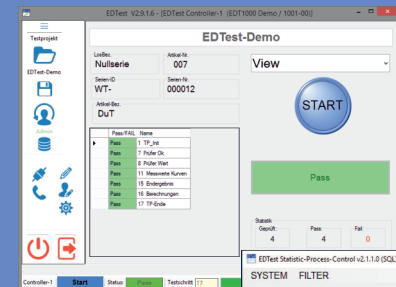 EDTest V2.9.1.6 - [EDTest Controller-1 (EDT1000 Demo / 1001-00)]
Testprojekt
EDTest-Demo
EDTest-Demo
Admin
LosBez.
Nullserie
Artikel-Nr.
007
Serien-ID
WT-
Serien-Nr.
000012
Artikel-Bez.
DuT
View
START
Pass/FAIL Name
Pass 1 TP_Init
Pass 7 Prüfer Ok
Pass 8 Prüfer Wert
Pass 11 Messwerte Kurven
Pass 15 Endergebnis
Pass 16 Berechnungen
Pass 17 TP-Ende
Pass
Statistik
Geprüft: Pass: Fail
4 4 0
Controller-1 Start Status: Pass Testschritt 17
EDTest Statistic-Process-Control v2.1.1.0 (SQL)
SYSTEM FILTER